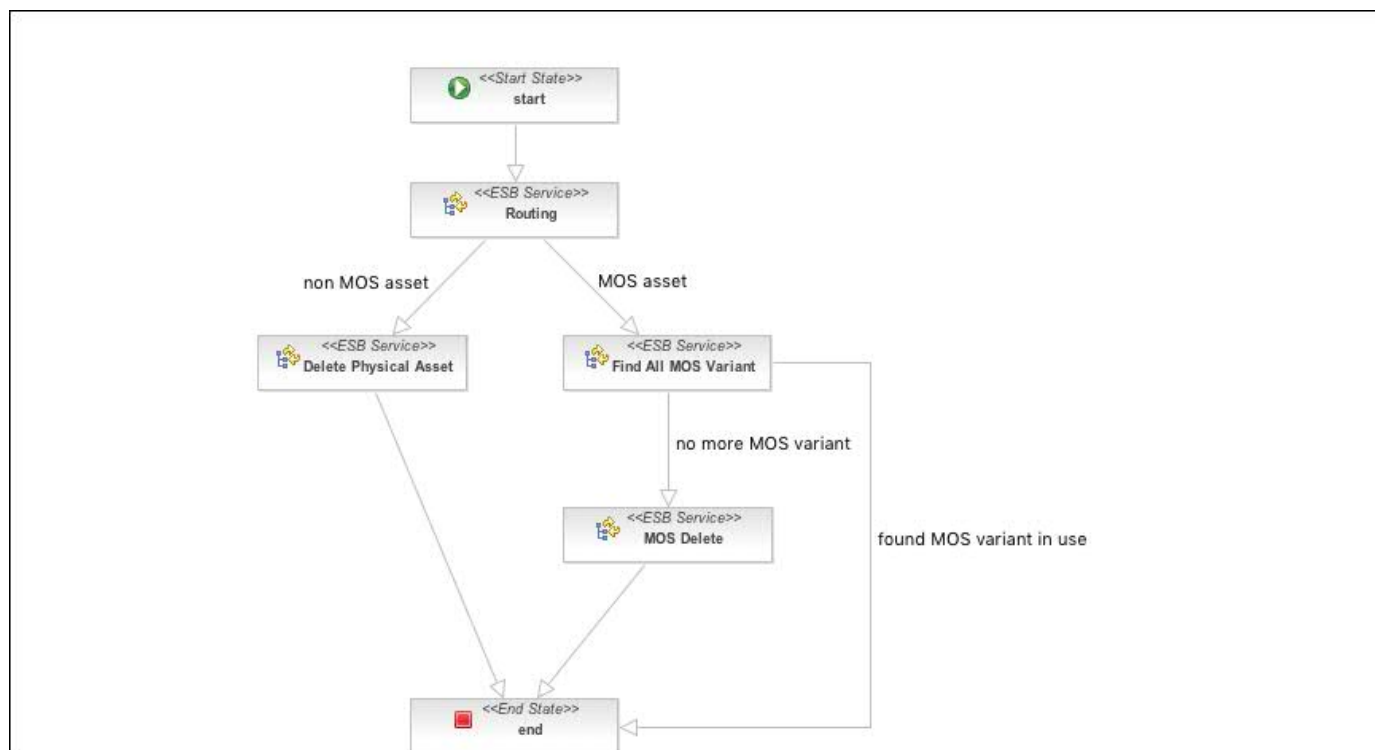 <<Start State>>
start
<<ESB Service>>
Routing
non MOS asset
MOS asset
<<ESB Service>>
Delete Physical Asset
<<ESB Service>>
Find All MOS Variant
no more MOS variant
<<ESB Service>>
MOS Delete
found MOS variant in use
<<End State>>
end